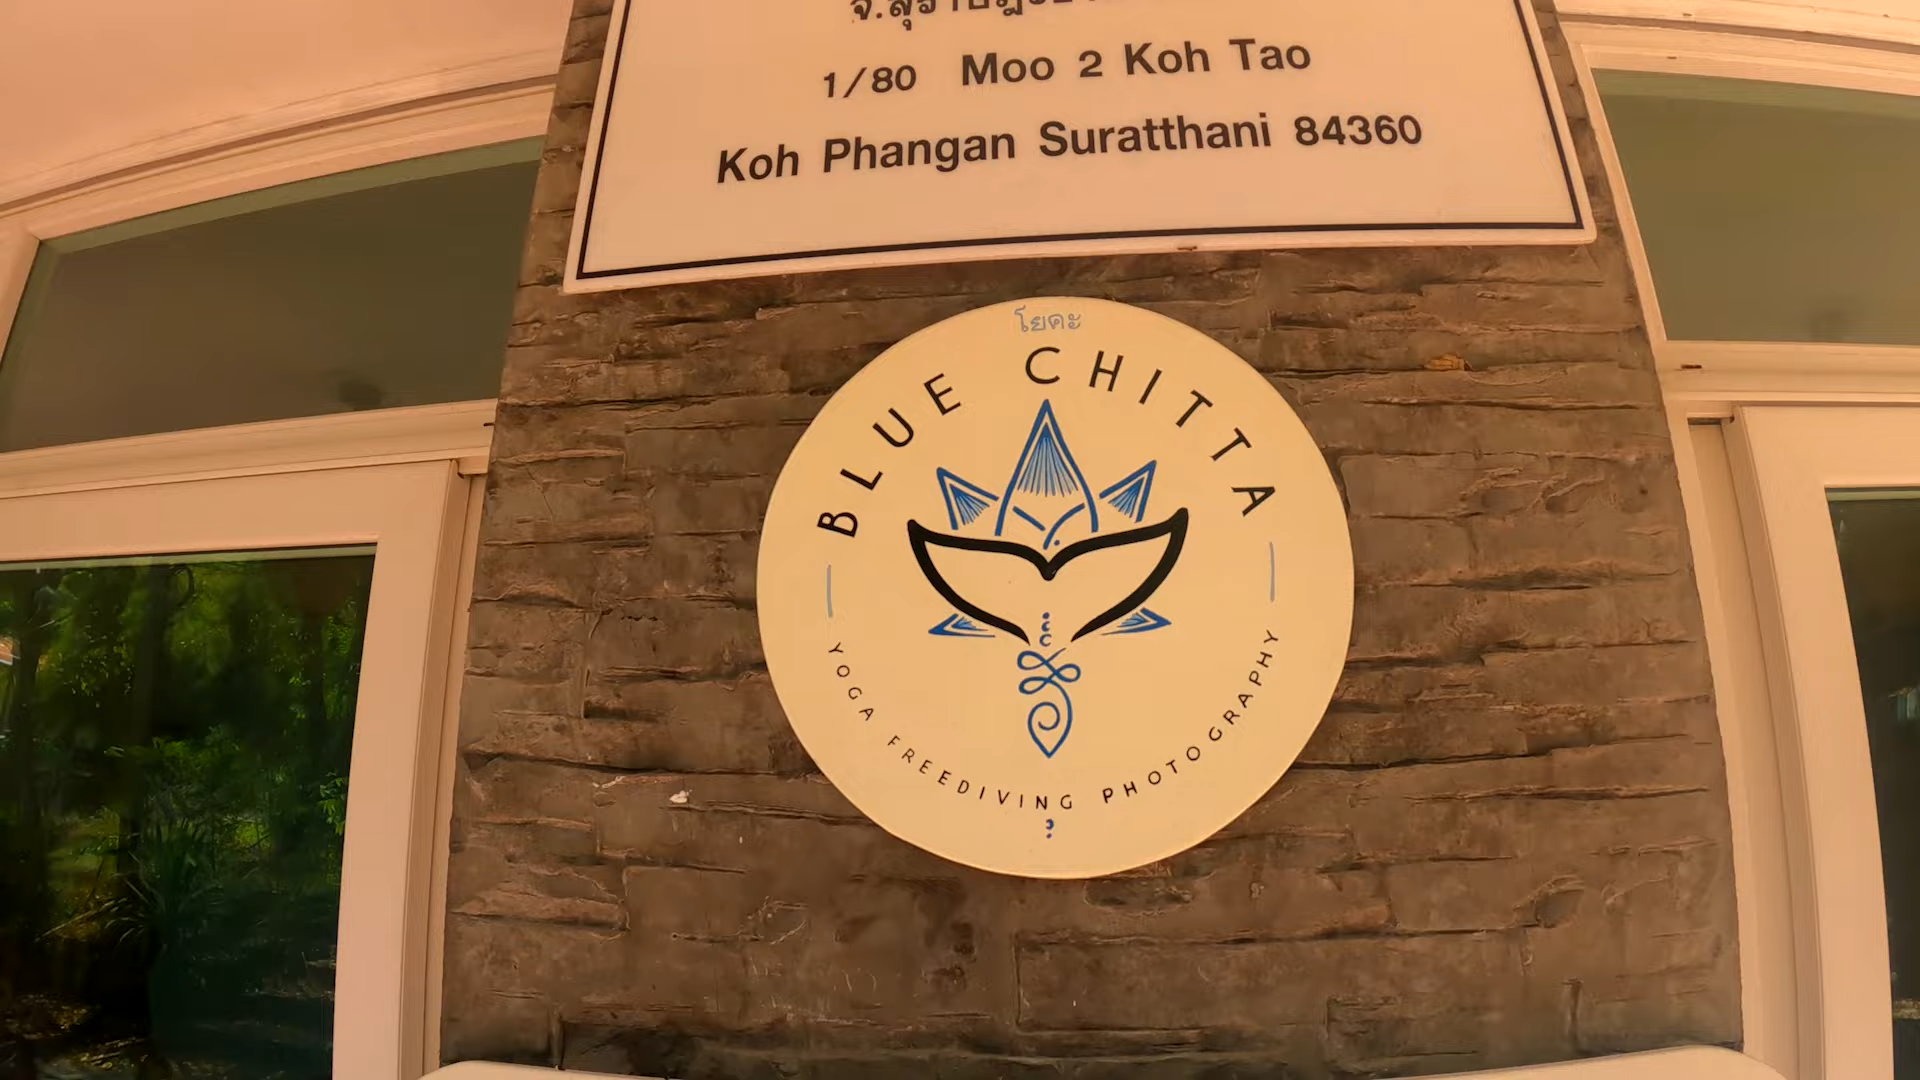 1/80 Moo 2 Koh Tao
Koh Phangan Suratthani 84360
โยคะ
BLUE CHITTA
YOGA FREEDIVING PHOTOGRAPHY